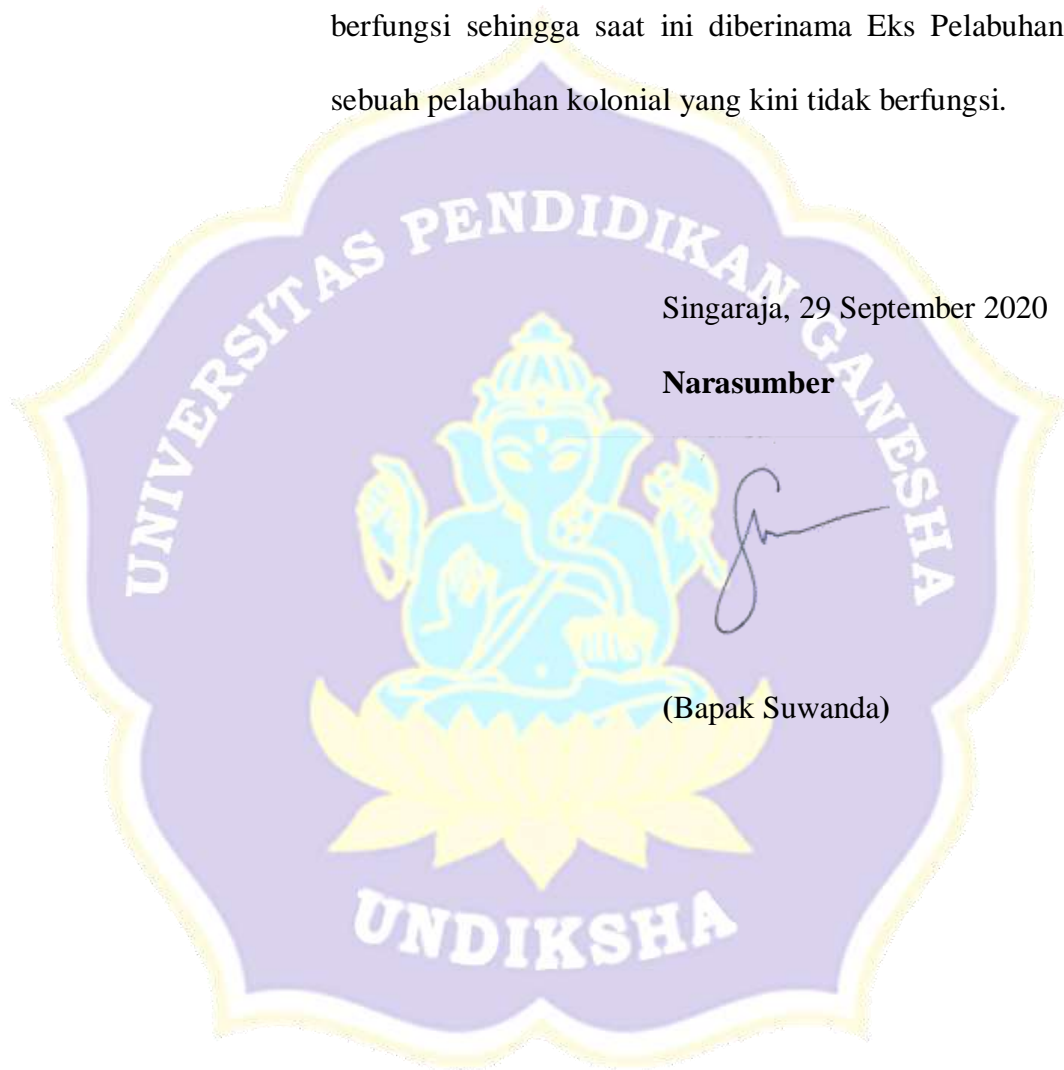 berfungsi sehingga saat ini diberinama Eks Pelabuhan
sebuah pelabuhan kolonial yang kini tidak berfungsi.
UNIVERSITAS PENDIDIKAN GANESHA
Singaraja, 29 September 2020
Narasumber
(Bapak Suwanda)
UNDIKSHA